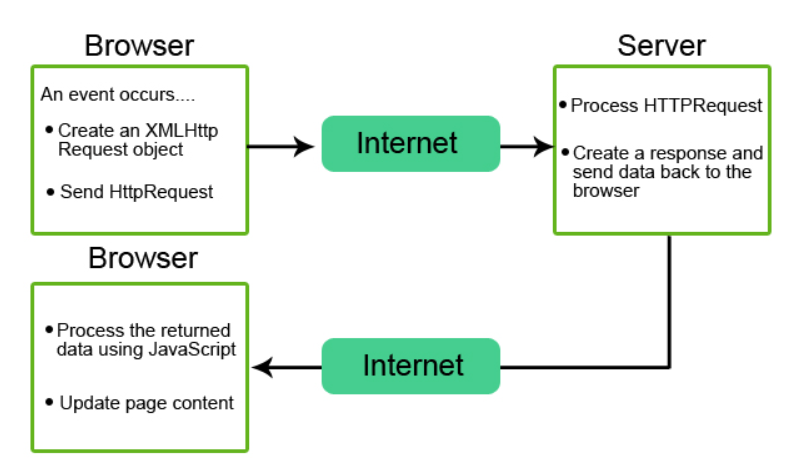 Browser
An event occurs....
• Create an XMLHttp
Request object
• Send HttpRequest
Internet
Server
• Process HTTPRequest
• Create a response and
send data back to the
browser
Browser
• Process the returned
data using JavaScript
• Update page content
Internet